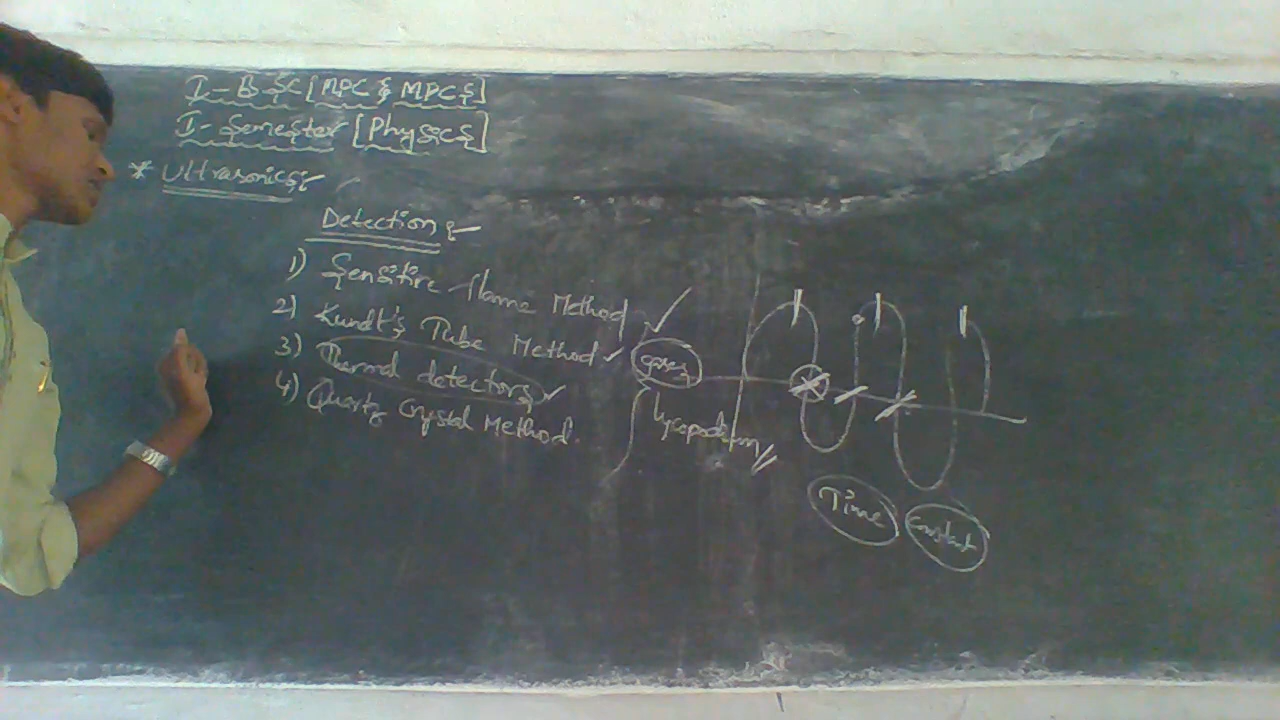 I - B.Sc [MPC & MPCS]
I - Semester [Physics]
* Ultrasonics:-
Detection :-
1) Sensitive flame Method
2) Kundt's Tube Method
3) Thermal detectors
4) Quartz Crystal Method.
gases
Lycopodium
Time
constant